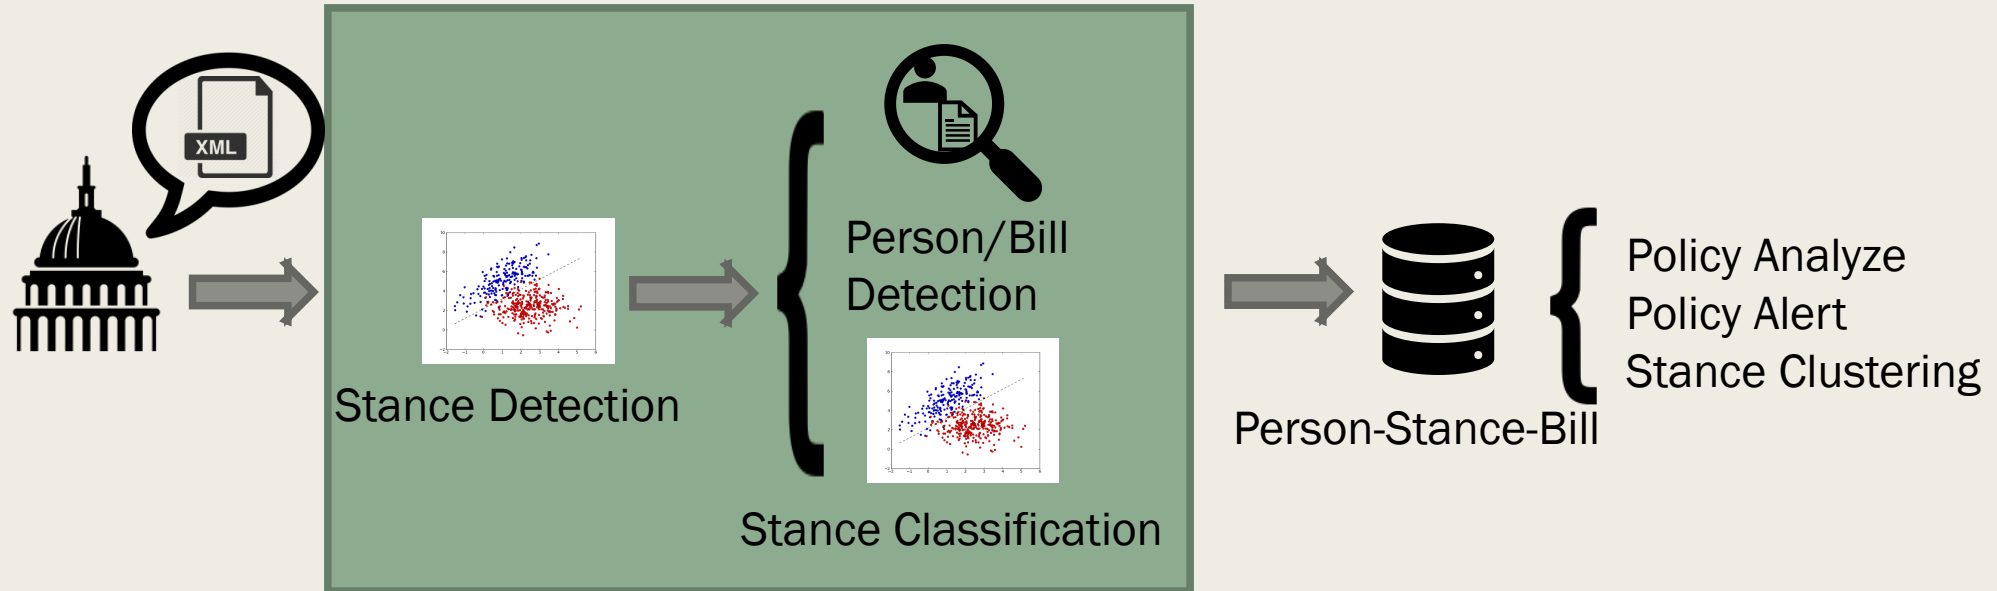 XML
Stance Detection
Person/Bill
Detection
Stance Classification
Person-Stance-Bill
Policy Analyze
Policy Alert
Stance Clustering